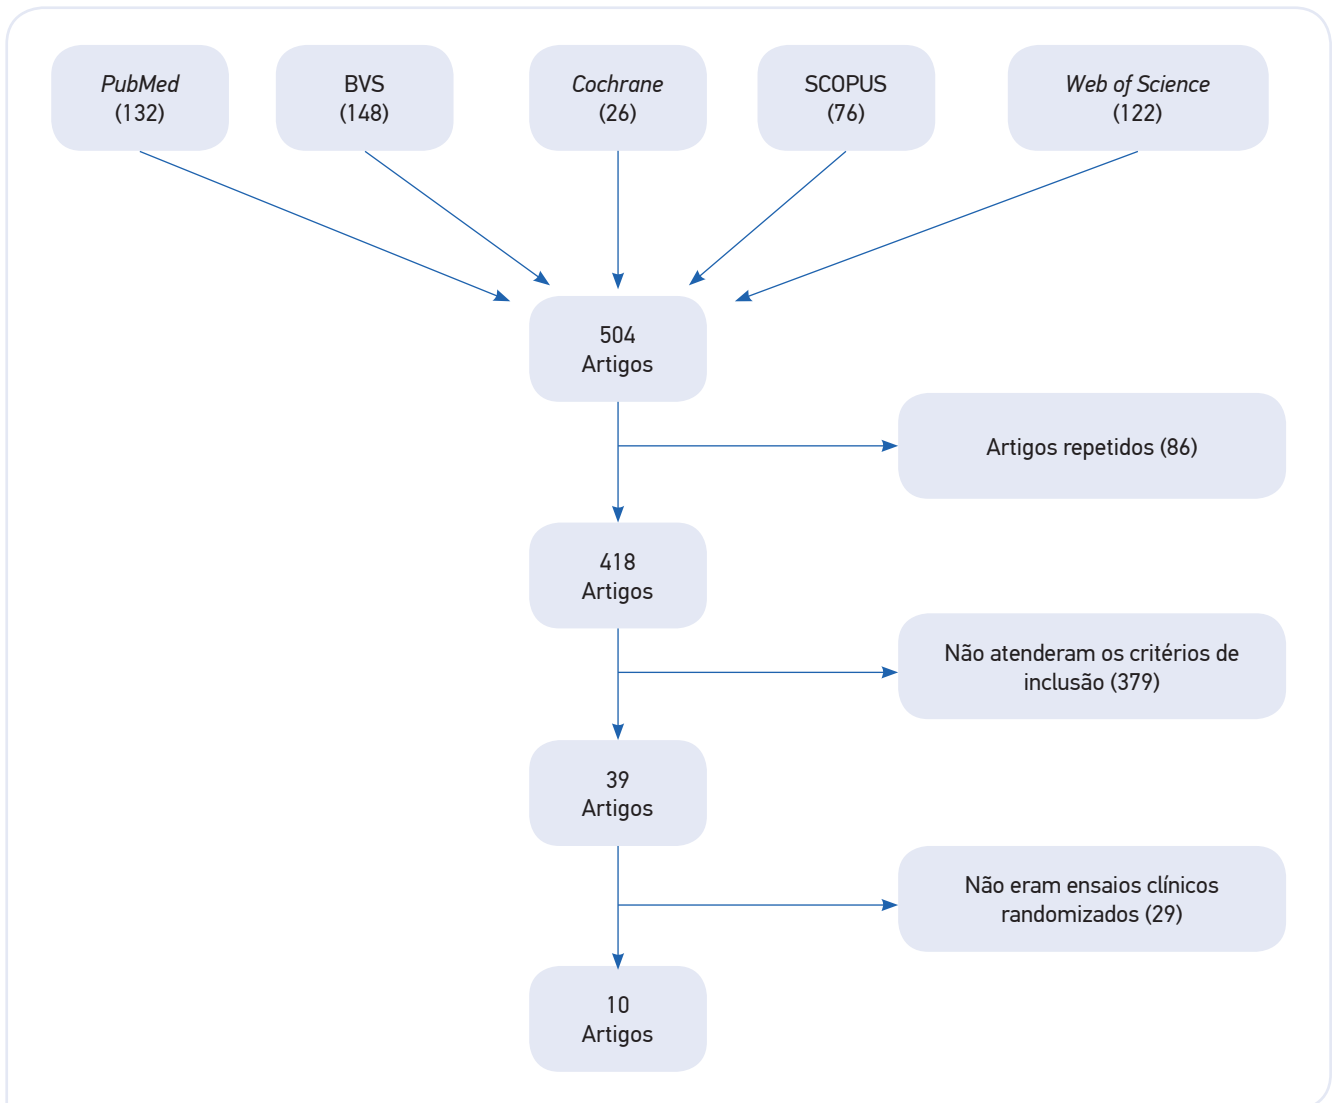 PubMed
(132)
BVS
(148)
Cochrane
(26)
SCOPUS
(76)
Web of Science
(122)
504
Artigos
Artigos repetidos (86)
418
Artigos
Não atenderam os critérios de
inclusão (379)
39
Artigos
Não eram ensaios clínicos
randomizados (29)
10
Artigos